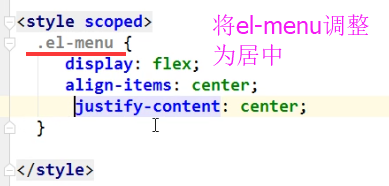 <style scoped>
将el-menu调整
为居中
.el-menu {
display: flex;
align-items: center;
justify-content: center;
}
</style>